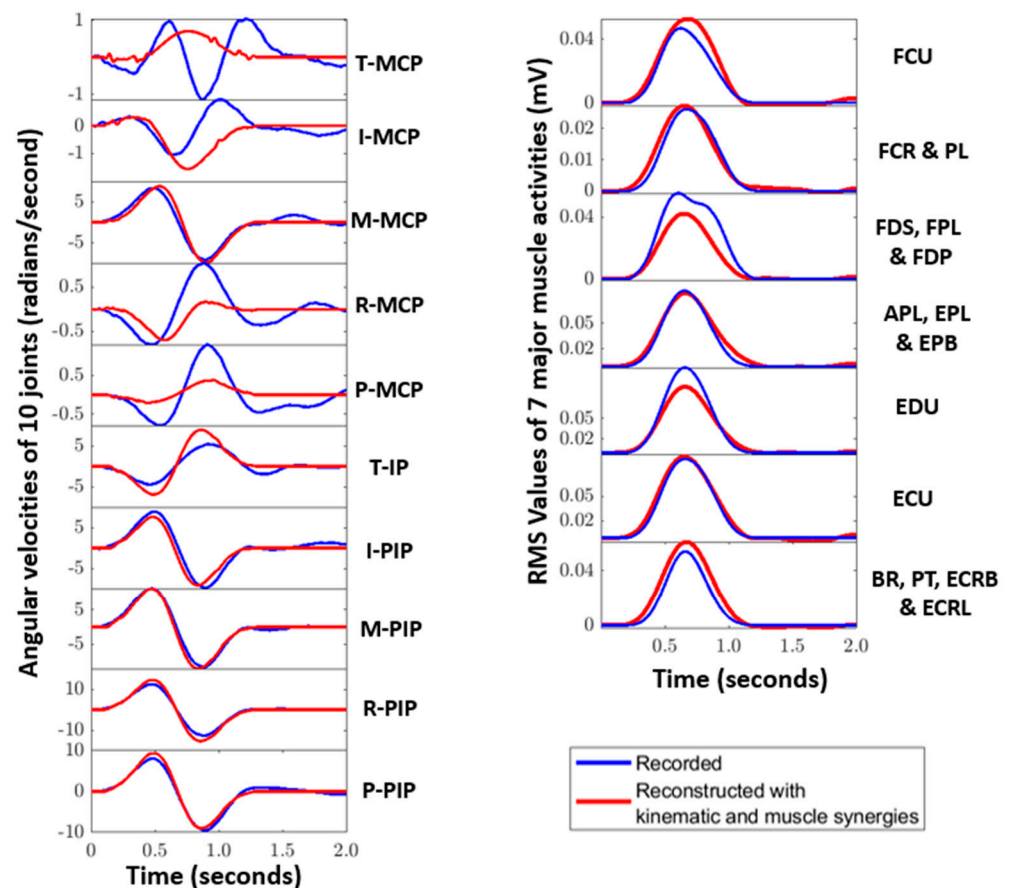 Angular velocities of 10 joints (radians/second)
1
-1
T-MCP
0
-1
I-MCP
5
-5
M-MCP
0.5
-0.5
R-MCP
0.5
-0.5
P-MCP
5
-5
T-IP
5
-5
I-PIP
5
-5
M-PIP
10
-10
R-PIP
10
0
-10
P-PIP
0
0.5
1.0
1.5
2.0
Time (seconds)
RMS Values of 7 major muscle activities (mV)
0.04
0
FCU
0.02
0.01
0
FCR & PL
0.04
0
FDS, FPL
& FDP
0.05
0.02
APL, EPL
& EPB
0.05
0.02
EDU
0.05
0.02
ECU
0.04
0
BR, PT, ECRB
& ECRL
0.5
1.0
2.0
Time (seconds)
Recorded
Reconstructed with
kinematic and muscle synergies